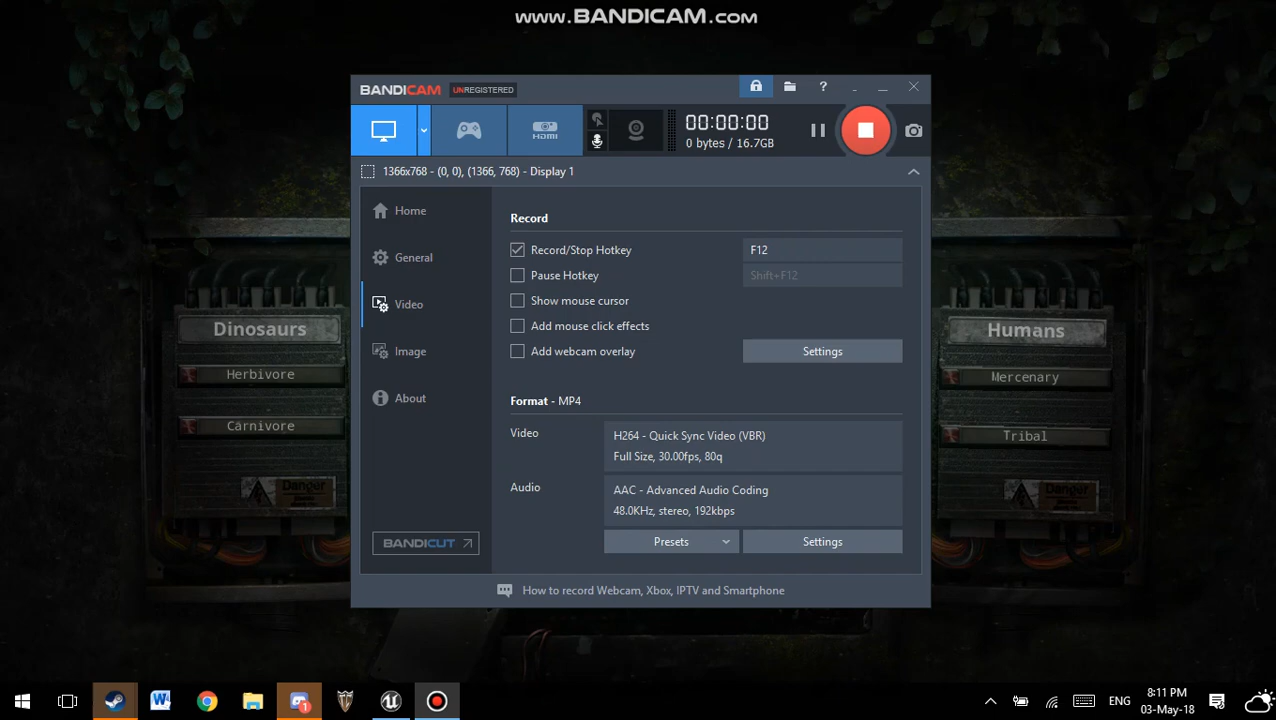 www.BANDICAM.com
BANDICAM UNREGISTERED
?
HDMI
00:00:00
0 bytes / 16.7GB
1366x768 - (0, 0), (1366, 768) - Display 1
Home
General
Video
Image
About
BANDICUT
Record
Record/Stop Hotkey F12
Pause Hotkey Shift+F12
Show mouse cursor
Add mouse click effects
Add webcam overlay Settings
Format - MP4
Video
H264 - Quick Sync Video (VBR)
Full Size, 30.00fps, 80q
Audio
AAC - Advanced Audio Coding
48.0KHz, stereo, 192kbps
Presets Settings
How to record Webcam, Xbox, IPTV and Smartphone
Dinosaurs
Herbivore
Carnivore
Danger
Humans
Mercenary
Tribal
Danger
W
1
ENG
8:11 PM
03-May-18